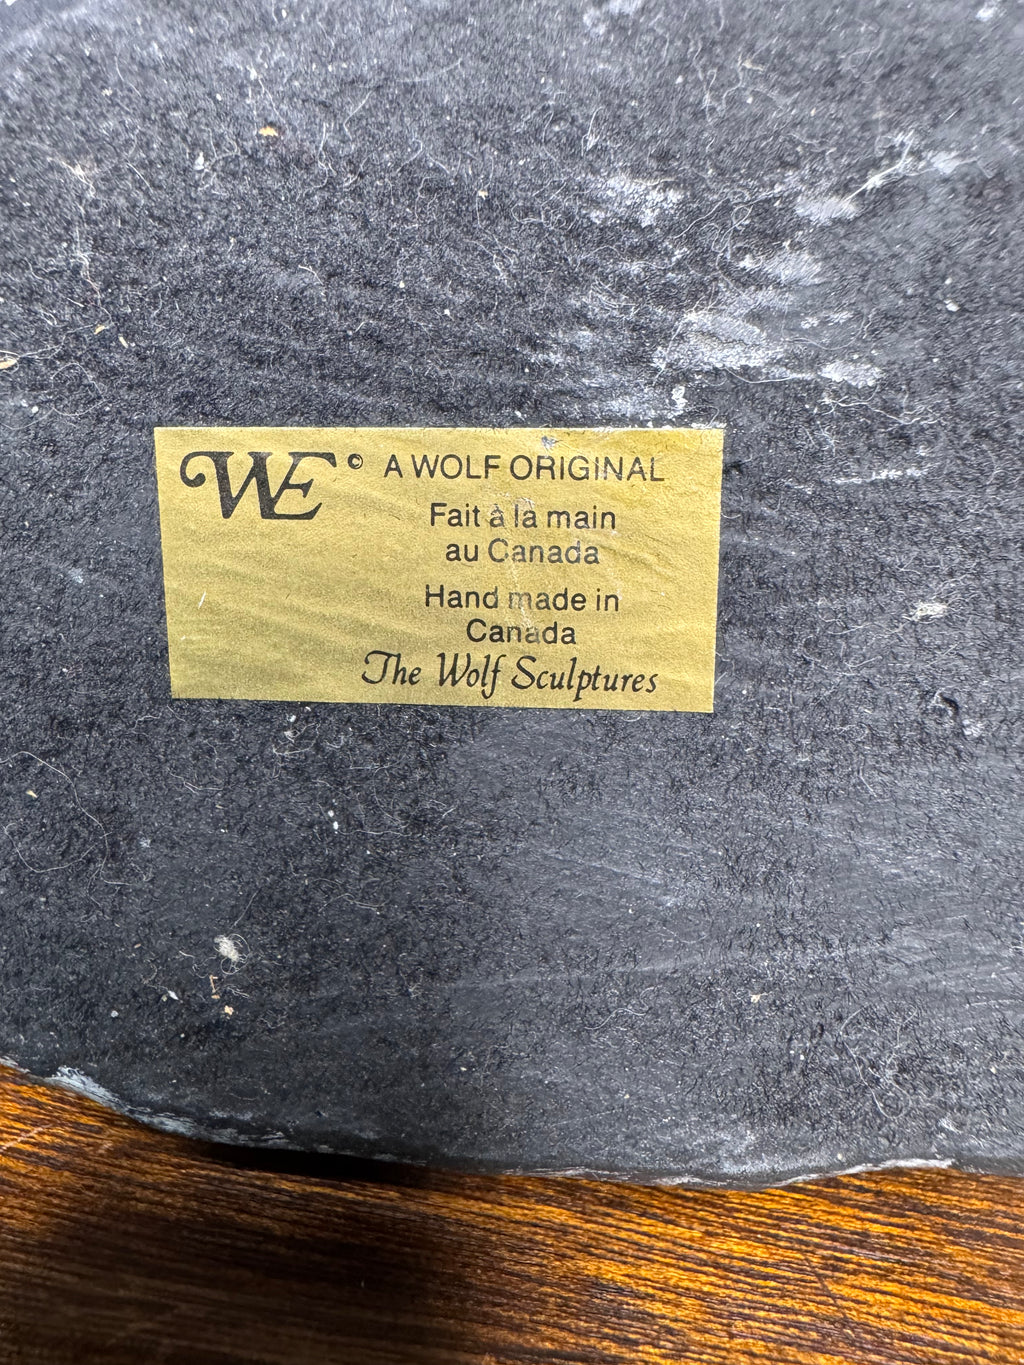 WE © A WOLF ORIGINAL
Fait à la main
au Canada
Hand made in
Canada
The Wolf Sculptures